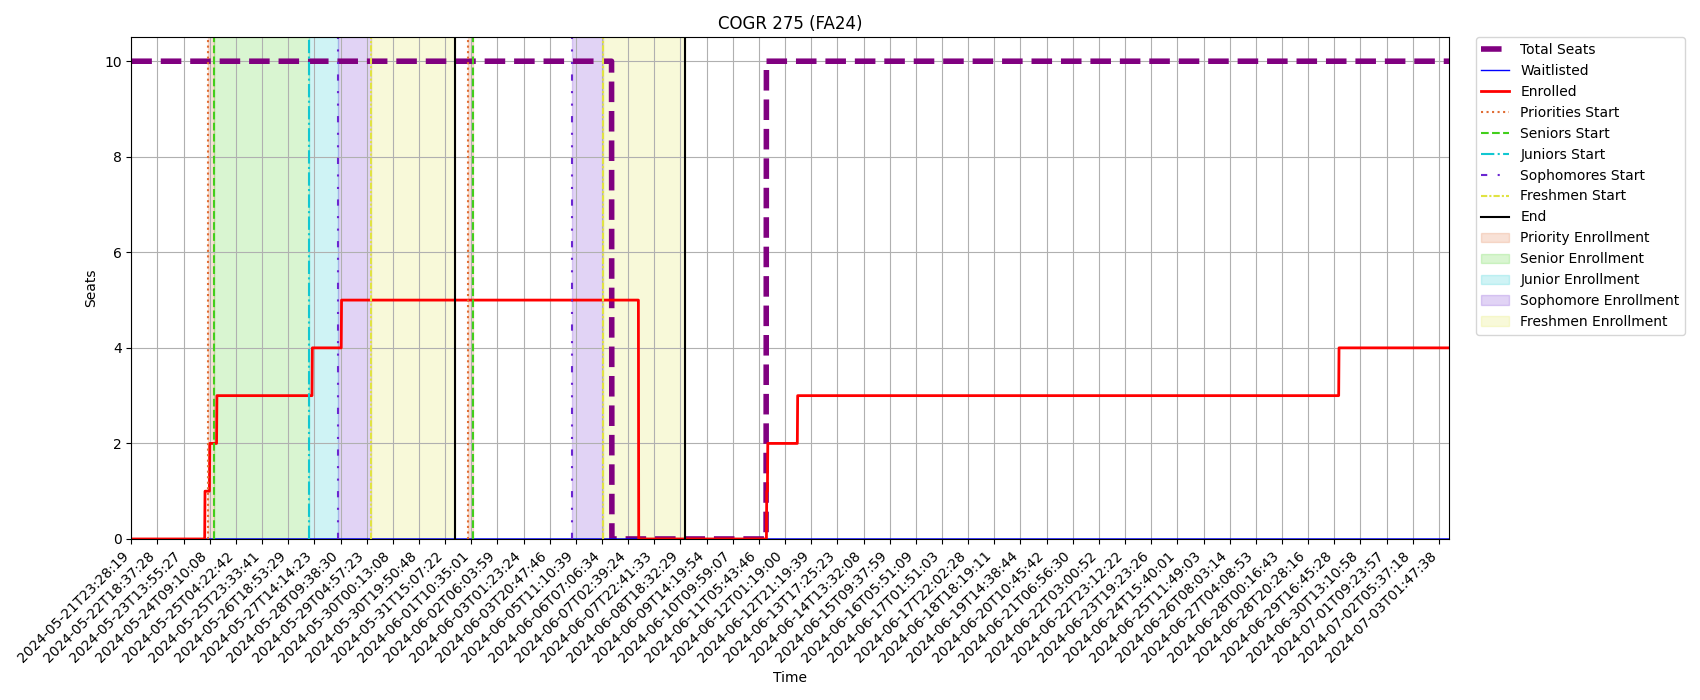 COGR 275 (FA24)
Total Seats
Waitlisted
Enrolled
Priorities Start
Seniors Start
Juniors Start
Sophomores Start
Freshmen Start
End
Priority Enrollment
Senior Enrollment
Junior Enrollment
Sophomore Enrollment
Freshmen Enrollment
Seats
10
8
6
4
2
0
2024-05-21T23:28:19
2024-05-22T18:37:28
2024-05-23T13:55:27
2024-05-24T09:10:08
2024-05-25T04:22:42
2024-05-25T23:33:41
2024-05-26T18:53:29
2024-05-27T14:14:23
2024-05-28T09:38:30
2024-05-29T04:57:23
2024-05-30T00:13:08
2024-05-30T19:50:48
2024-05-31T15:07:22
2024-06-01T10:35:01
2024-06-02T06:03:59
2024-06-03T01:23:24
2024-06-03T20:47:46
2024-06-05T11:10:39
2024-06-06T07:06:34
2024-06-07T02:39:24
2024-06-07T22:41:33
2024-06-08T18:32:29
2024-06-09T14:19:54
2024-06-10T09:59:07
2024-06-11T05:43:46
2024-06-12T01:19:00
2024-06-12T21:19:39
2024-06-13T17:25:23
2024-06-14T13:32:08
2024-06-15T09:37:59
2024-06-16T05:51:09
2024-06-17T01:51:03
2024-06-17T22:02:28
2024-06-18T18:19:11
2024-06-19T14:38:44
2024-06-20T10:45:42
2024-06-21T06:56:30
2024-06-22T03:00:52
2024-06-22T23:12:22
2024-06-23T19:23:26
2024-06-24T15:40:01
2024-06-25T11:49:03
2024-06-26T08:03:14
2024-06-27T04:08:53
2024-06-28T00:16:43
2024-06-28T20:28:16
2024-06-29T16:45:28
2024-06-30T13:10:58
2024-07-01T09:23:57
2024-07-02T05:37:18
2024-07-03T01:47:38
Time